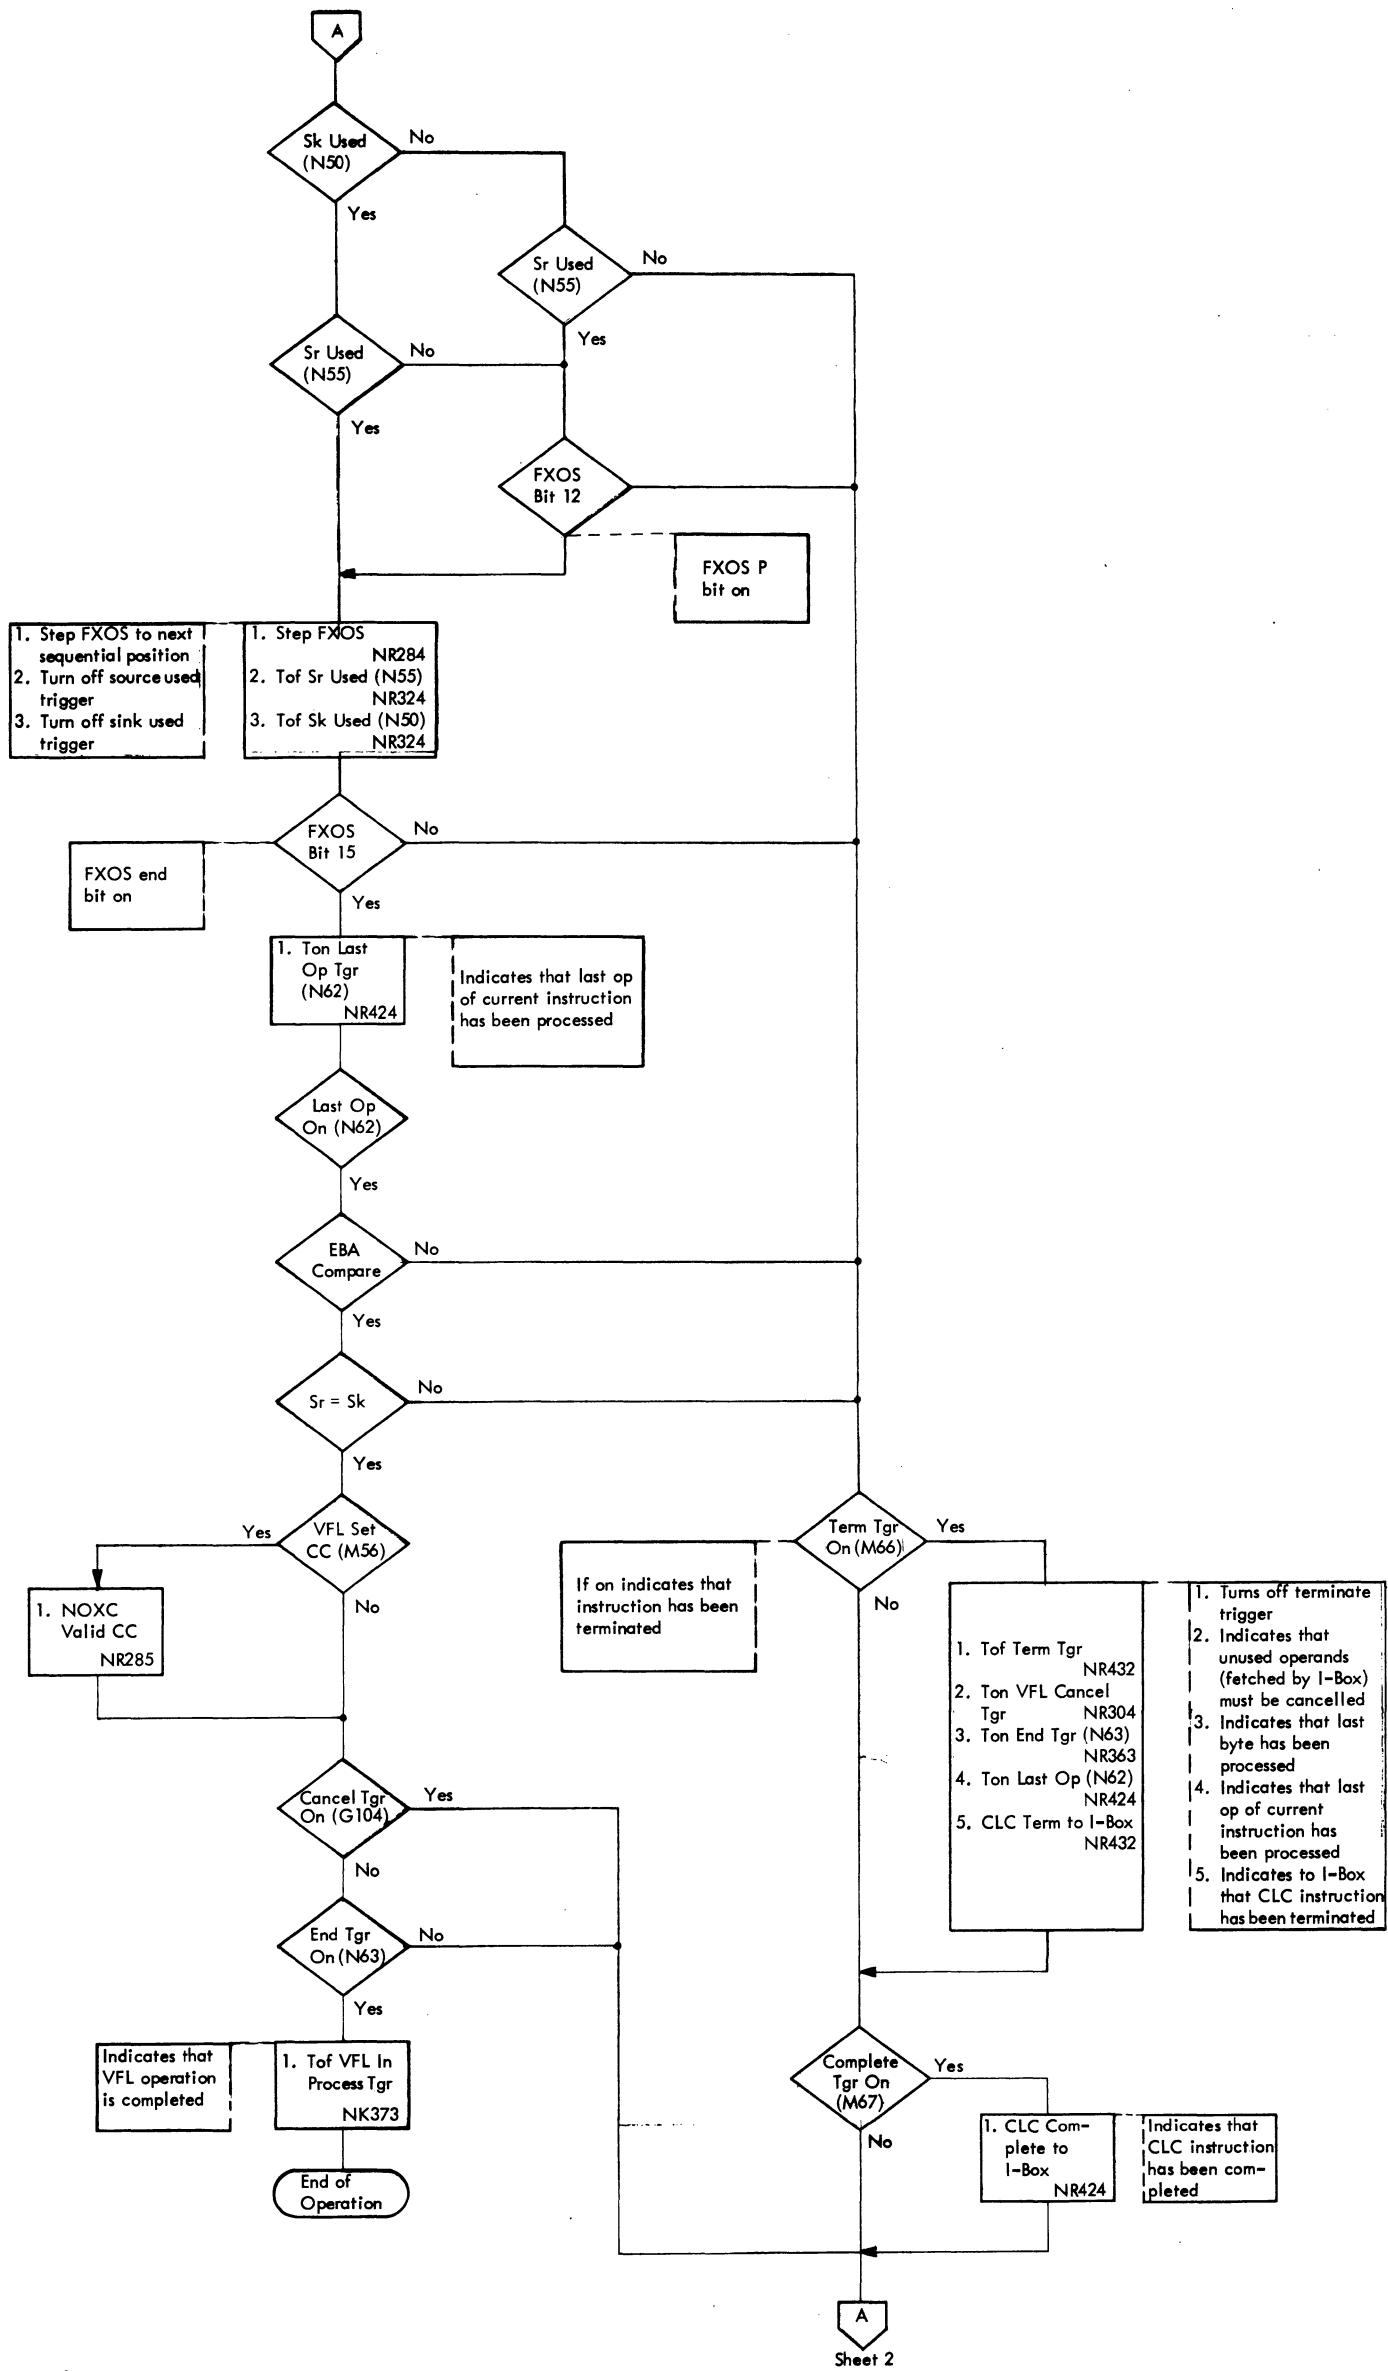 A
Sk Used
(N50)
No
Yes
Sr Used
(N55)
No
Yes
Sr Used
(N55)
No
Yes
FXOS
Bit 12
FXOS P
bit on
1. Step FXOS to next
sequential position
2. Turn off source used
trigger
3. Turn off sink used
trigger
1. Step FXOS
NR284
2. Tof Sr Used (N55)
NR324
3. Tof Sk Used (N50)
NR324
FXOS
Bit 15
No
Yes
FXOS end
bit on
1. Ton Last
Op Tgr
(N62)
NR424
Indicates that last op
of current instruction
has been processed
Last Op
On (N62)
Yes
EBA
Compare
No
Yes
Sr = Sk
No
Yes
VFL Set
CC (M56)
Yes
No
1. NOXC
Valid CC
NR285
Term Tgr
On (M66)
Yes
No
If on indicates that
instruction has been
terminated
1. Tof Term Tgr
NR432
2. Ton VFL Cancel
Tgr NR304
3. Ton End Tgr (N63)
NR363
4. Ton Last Op (N62)
NR424
5. CLC Term to I-Box
NR432
1. Turns off terminate
trigger
2. Indicates that
unused operands
(fetched by I-Box)
must be cancelled
3. Indicates that last
byte has been
processed
4. Indicates that last
op of current
instruction has
been processed
5. Indicates to I-Box
that CLC instruction
has been terminated
Cancel Tgr
On (G104)
Yes
No
End Tgr
On (N63)
No
Yes
Indicates that
VFL operation
is completed
1. Tof VFL In
Process Tgr
NK373
End of
Operation
Complete
Tgr On
(M67)
Yes
No
1. CLC Com-
plete to
I-Box
NR424
Indicates that
CLC instruction
has been com-
pleted
A
Sheet 2